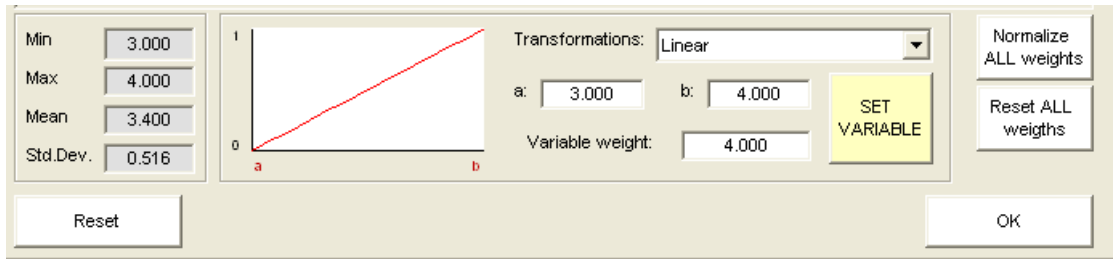 Min 3.000
Max 4.000
Mean 3.400
Std.Dev. 0.516
1
0
a b
Transformations: Linear
a: 3.000 b: 4.000
Variable weight: 4.000
SET
VARIABLE
Normalize
ALL weights
Reset ALL
weigths
Reset
OK